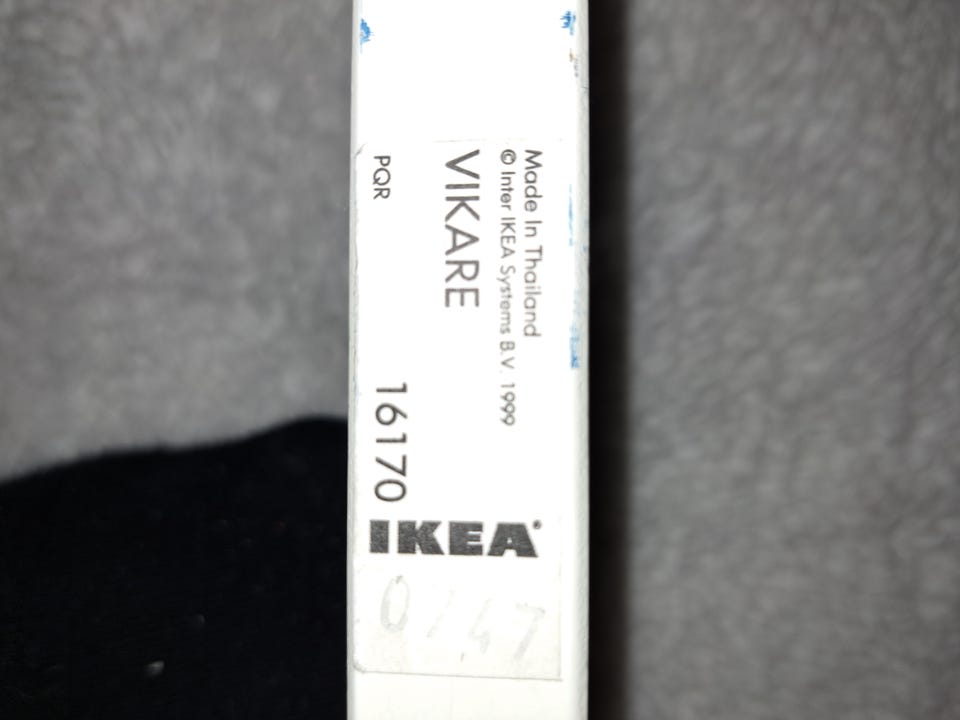 Made In Thailand
© Inter IKEA Systems B.V. 1999
VIKARE
PQR
16170
IKEA®